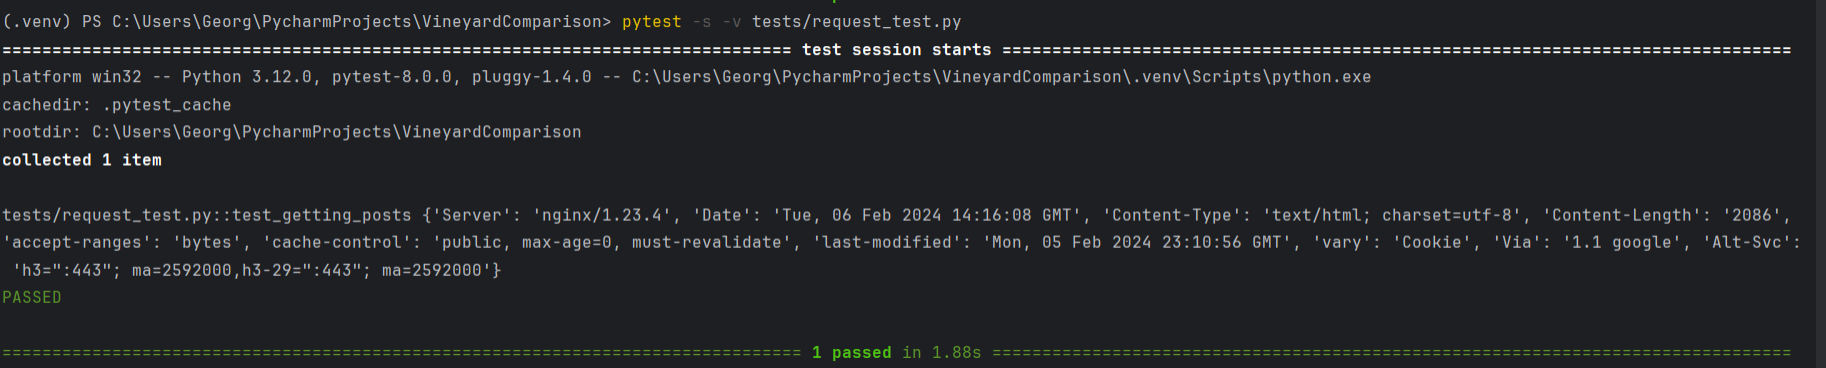 (.venv) PS C:\Users\Georg\PycharmProjects\VineyardComparison> pytest -s -v tests/request_test.py
=============================================================================== test session starts ===============================================================================
platform win32 -- Python 3.12.0, pytest-8.0.0, pluggy-1.4.0 -- C:\Users\Georg\PycharmProjects\VineyardComparison\.venv\Scripts\python.exe
cachedir: .pytest_cache
rootdir: C:\Users\Georg\PycharmProjects\VineyardComparison
collected 1 item
tests/request_test.py::test_getting_posts {'Server': 'nginx/1.23.4', 'Date': 'Tue, 06 Feb 2024 14:16:08 GMT', 'Content-Type': 'text/html; charset=utf-8', 'Content-Length': '2086',
'accept-ranges': 'bytes', 'cache-control': 'public, max-age=0, must-revalidate', 'last-modified': 'Mon, 05 Feb 2024 23:10:56 GMT', 'vary': 'Cookie', 'Via': '1.1 google', 'Alt-Svc':
 'h3=":443"; ma=2592000,h3-29=":443"; ma=2592000'}
PASSED
================================================================================ 1 passed in 1.88s ================================================================================